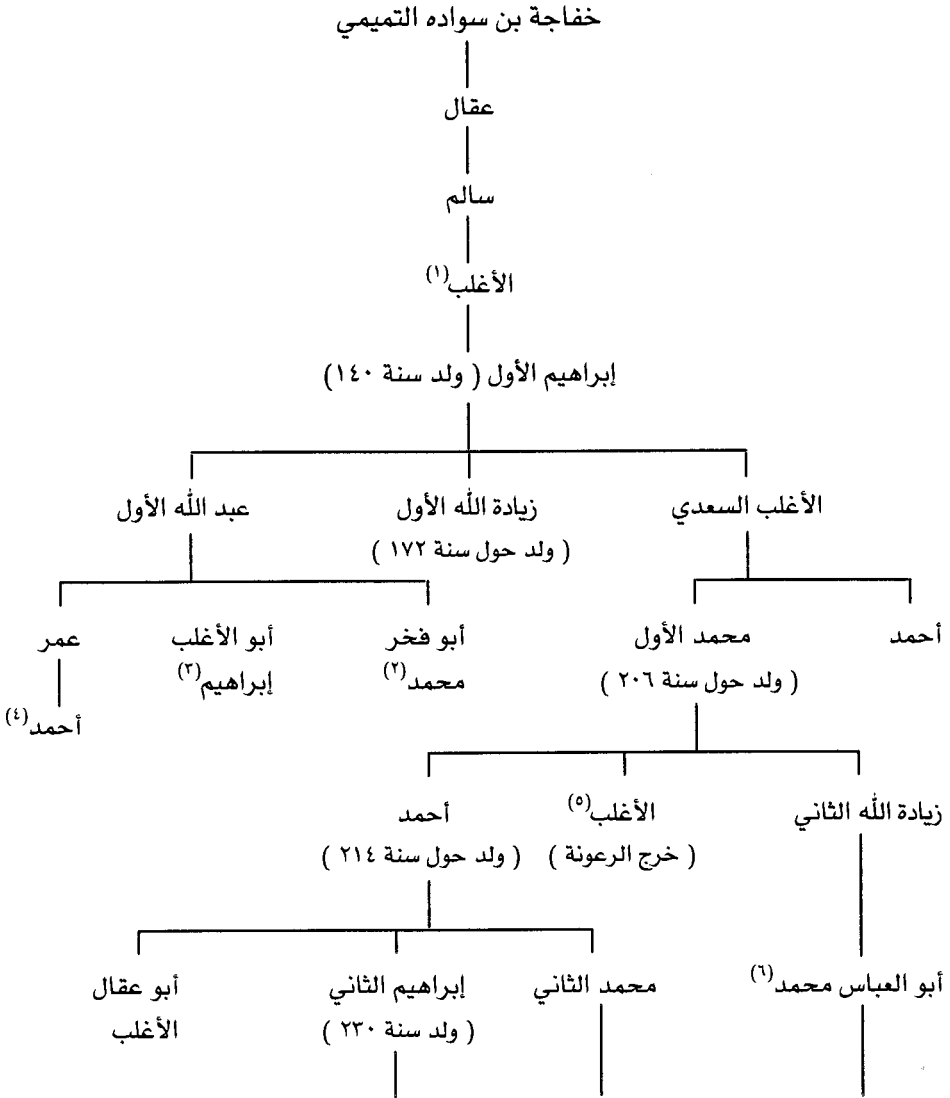 خفاجة بن سواده التميمي
عقال
سالم
الأغلب(١)
إبراهيم الأول ( ولد سنة ١٤٠)
الأغلب السعدي زيادة الله الأول عبد الله الأول
( ولد حول سنة ١٧٢ )
أحمد محمد الأول أبو فخر أبو الأغلب عمر
( ولد حول سنة ٢٠٦ ) محمد(٢) إبراهيم(٣)
أحمد(٤)
زيادة الله الثاني الأغلب(٥) أحمد
( خرج الرعونة ) ( ولد حول سنة ٢١٤ )
أبو العباس محمد(٦) محمد الثاني إبراهيم الثاني أبو عقال
( ولد سنة ٢٣٠ ) الأغلب